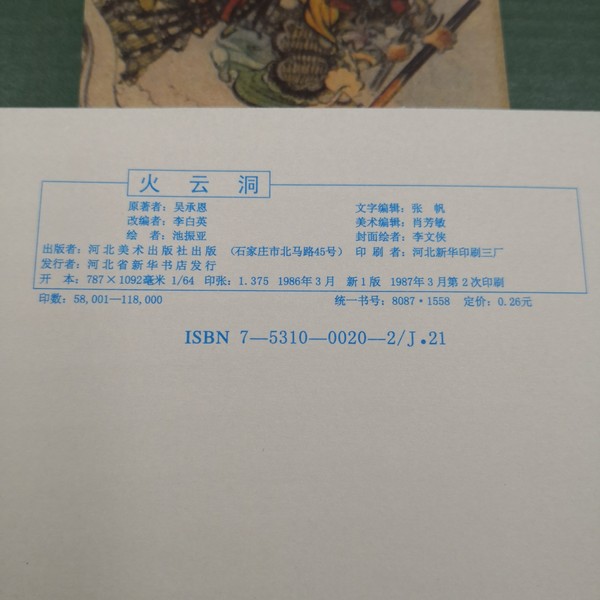 火 云 洞
原著者：吴承恩 文字编辑：张 帆
改编者：李白英 美术编辑：肖芳敏
绘 者：池振亚 封面绘者：李文侠
出版者：河北美术出版社出版 （石家庄市北马路45号） 印 刷 者：河北新华印刷三厂
发行者：河北省新华书店发行
开 本：787×1092毫米 1/64 印张：1.375 1986年3月 新1版 1987年3月第2次印刷
印数：58,001—118,000 统一书号：8087·1558 定价：0.26元
ISBN 7—5310—0020—2/J.21